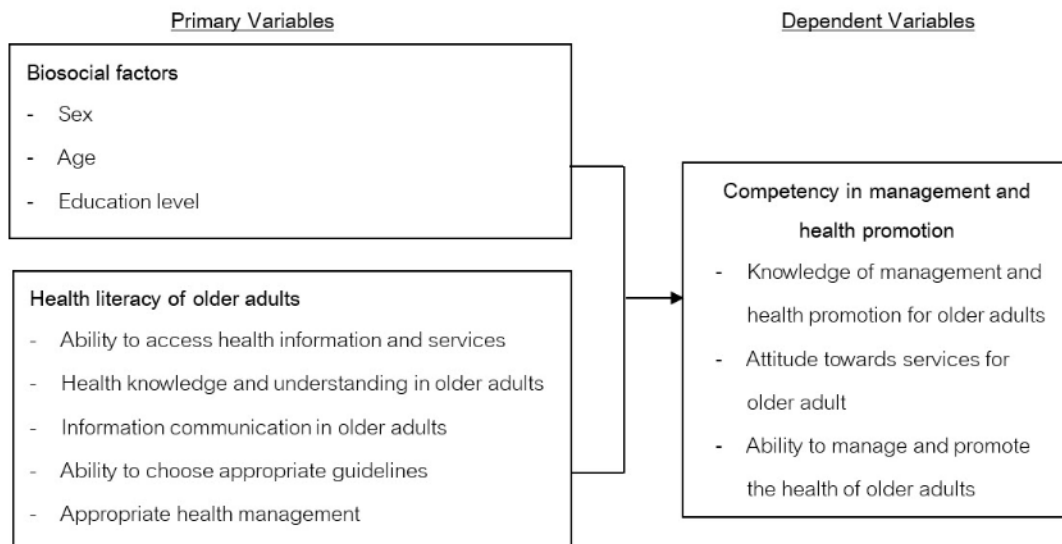 Primary Variables
Dependent Variables
Biosocial factors
- Sex
- Age
- Education level
Health literacy of older adults
- Ability to access health information and services
- Health knowledge and understanding in older adults
- Information communication in older adults
- Ability to choose appropriate guidelines
- Appropriate health management
Competency in management and
health promotion
- Knowledge of management and
health promotion for older adults
- Attitude towards services for
older adult
- Ability to manage and promote
the health of older adults